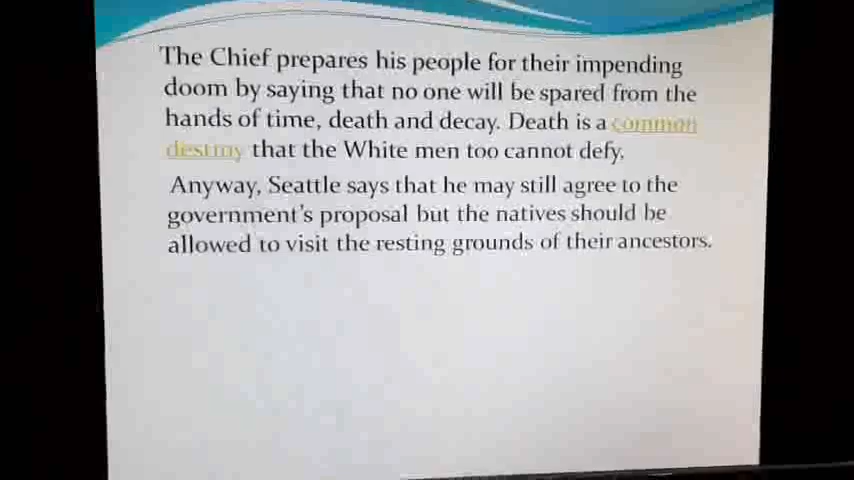 The Chief prepares his people for their impending
doom by saying that no one will be spared from the
hands of time, death and decay. Death is a common
destiny that the White men too cannot defy.
Anyway, Seattle says that he may still agree to the
government's proposal but the natives should be
allowed to visit the resting grounds of their ancestors.